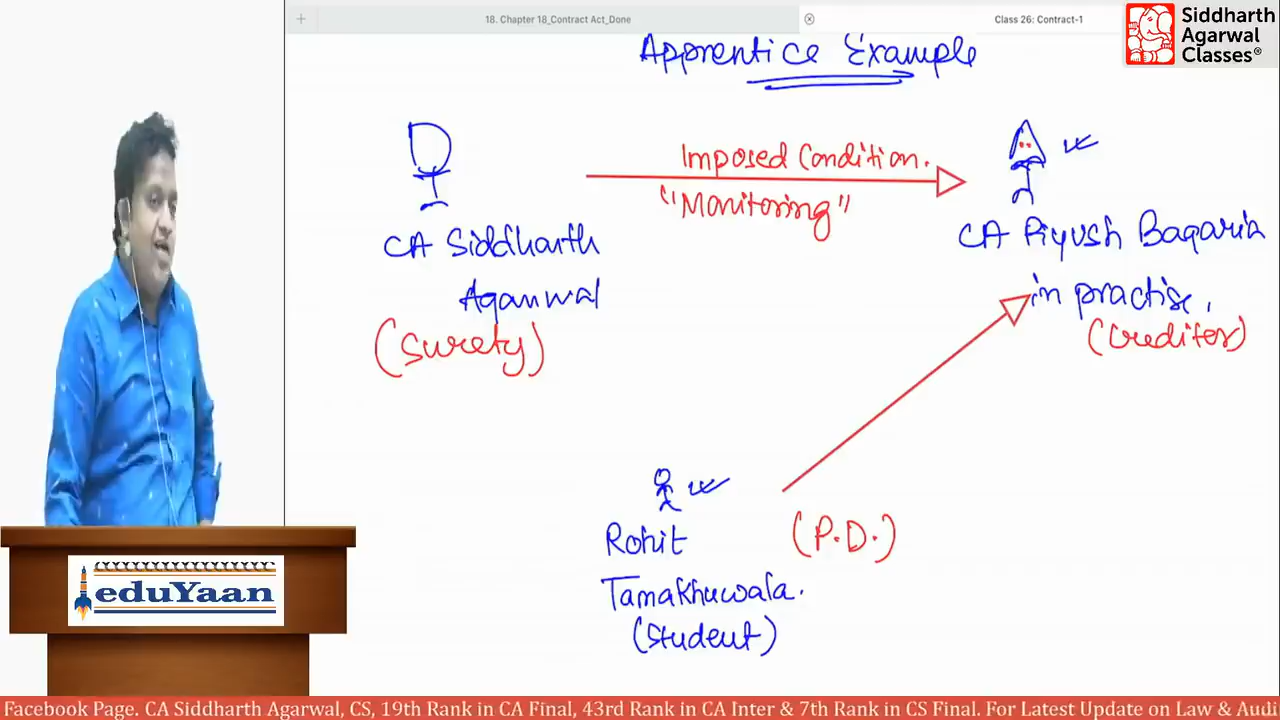 18. Chapter 18_Contract Act_Done
Class 26: Contract-1
Siddharth
Agarwal
Classes®
Apprentice Example
Imposed Condition.
"Monitoring"
CA Siddharth
Agarwal
(Surety)
CA Piyush Bagaria
in practise.
(Creditor)
Rohit
Tamakhuwala.
(Student)
(P.D.)
eduYaan
Facebook Page. CA Siddharth Agarwal, CS, 19th Rank in CA Final, 43rd Rank in CA Inter & 7th Rank in CS Final. For Latest Update on Law & Audi